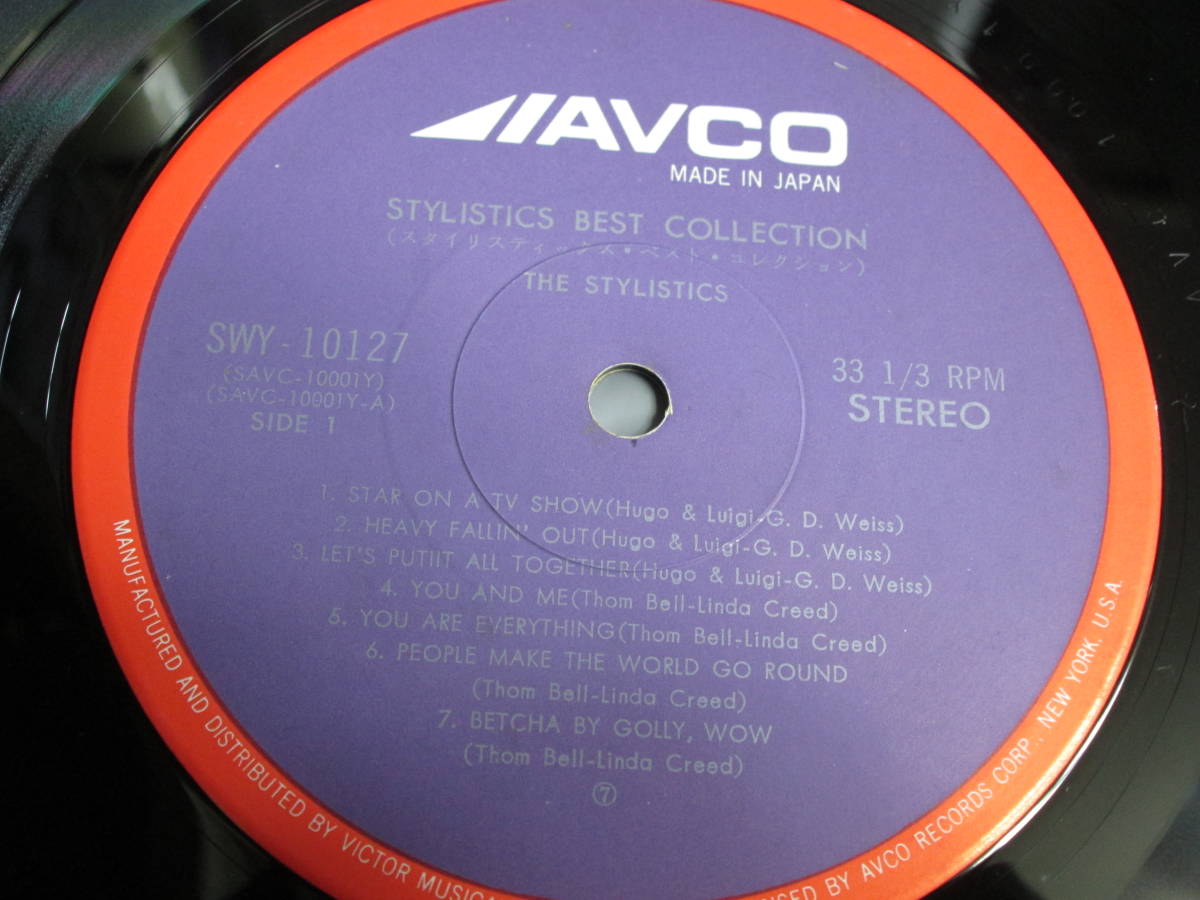 AVCO
MADE IN JAPAN
STYLISTICS BEST COLLECTION
(スタイリスティックス・ベスト・コレクション)
THE STYLISTICS
SWY-10127
(SAVC-10001Y)
(SAVC-10001Y-A)
SIDE 1
33 1/3 RPM
STEREO
1. STAR ON A TV SHOW(Hugo & Luigi-G. D. Weiss)
2. HEAVY FALLIN' OUT(Hugo & Luigi-G. D. Weiss)
3. LET'S PUTIIT ALL TOGETHER(Hugo & Luigi-G. D. Weiss)
4. YOU AND ME(Thom Bell-Linda Creed)
5. YOU ARE EVERYTHING(Thom Bell-Linda Creed)
6. PEOPLE MAKE THE WORLD GO ROUND
(Thom Bell-Linda Creed)
7. BETCHA BY GOLLY, WOW
(Thom Bell-Linda Creed)
⑦
MANUFACTURED AND DISTRIBUTED BY VICTOR MUSICA
NSED BY AVCO RECORDS CORP., NEW YORK, U.S.A.